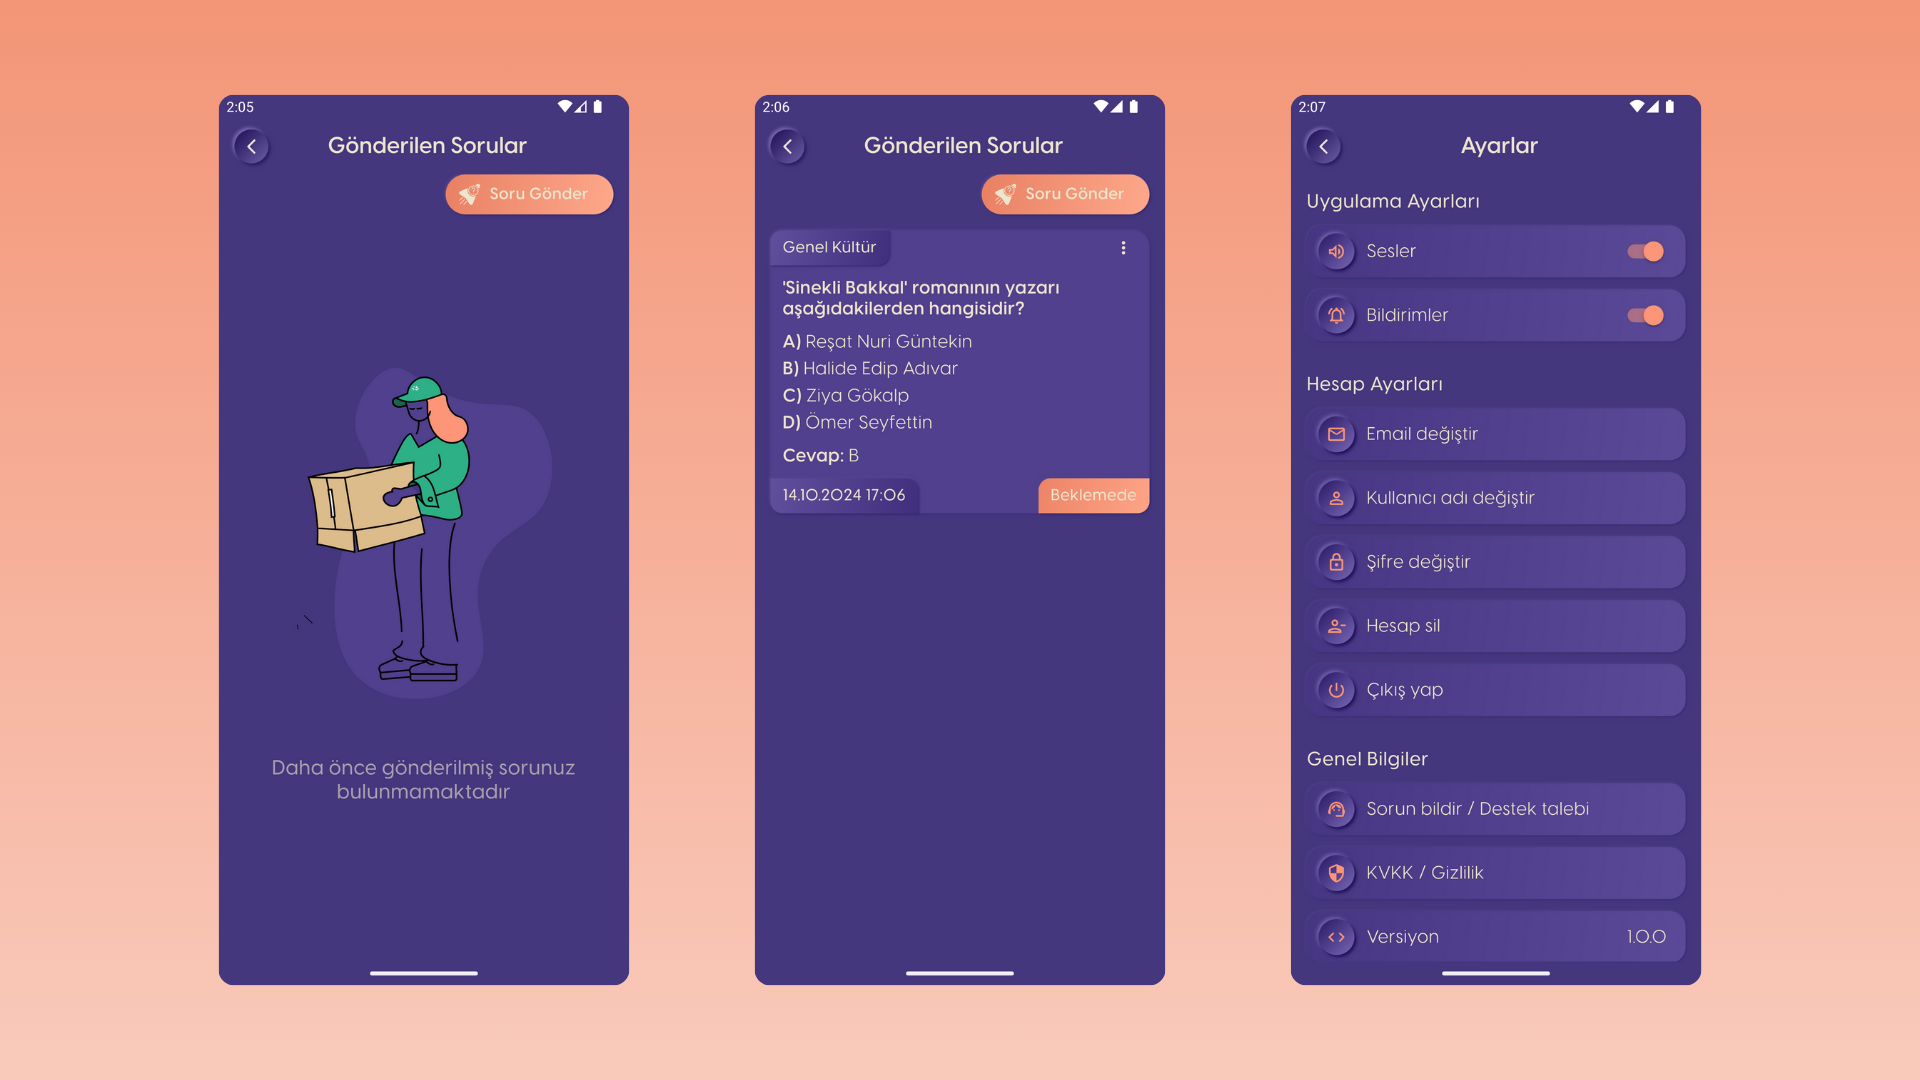 2:05
Gönderilen Sorular
Soru Gönder
Daha önce gönderilmiş sorunuz
bulunmamaktadır
2:06
Gönderilen Sorular
Soru Gönder
Genel Kültür
'Sinekli Bakkal' romanının yazarı
aşağıdakilerden hangisidir?
A) Reşat Nuri Güntekin
B) Halide Edip Adıvar
C) Ziya Gökalp
D) Ömer Seyfettin
Cevap: B
14.10.2024 17:06
Beklemede
2:07
Ayarlar
Uygulama Ayarları
Sesler
Bildirimler
Hesap Ayarları
Email değiştir
Kullanıcı adı değiştir
Şifre değiştir
Hesap sil
Çıkış yap
Genel Bilgiler
Sorun bildir / Destek talebi
KVKK / Gizlilik
Versiyon 1.0.0